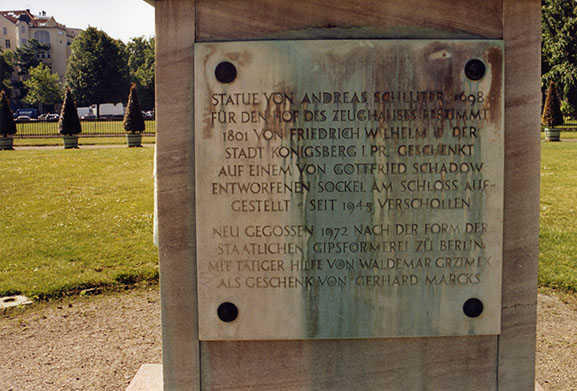 STATUE VON ANDREAS SCHLÜTER 1698
FÜR DEN HOF DES ZEUGHAUSES BESTIMMT
1801 VON FRIEDRICH WILHELM DER
STADT KÖNIGSBERG I. PR. GESCHENKT
AUF EINEM VON GOTTFRIED SCHADOW
ENTWORFENEN SOCKEL AM SCHLOSS AUF-
GESTELLT - SEIT 1945 VERSCHOLLEN
NEU GEGOSSEN 1972 NACH DER FORM DER
STAATLICHEN GIPSFORMEREI ZU BERLIN
MIT TÄTIGER HILFE VON WALDEMAR GRZIMEK
ALS GESCHENK VON GERHARD MARCKS